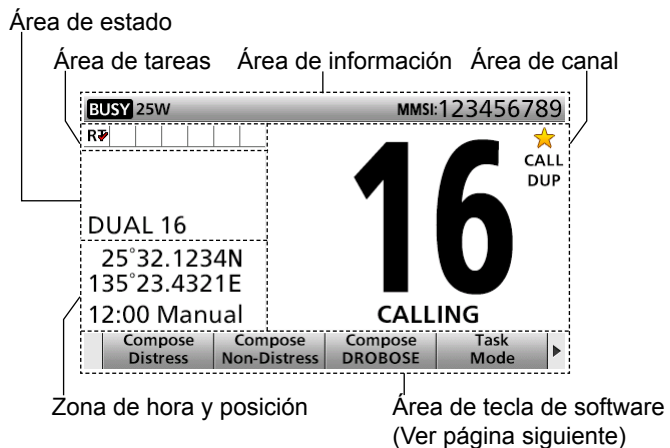 Área de estado
Área de tareas
Área de información
Área de canal
BUSY 25W
MMSI:123456789
RT
CALL
DUP
DUAL 16
25°32.1234N
135°23.4321E
12:00 Manual
16
CALLING
Compose Distress
Compose Non-Distress
Compose DROBOSE
Task Mode
Zona de hora y posición
Área de tecla de software
(Ver página siguiente)